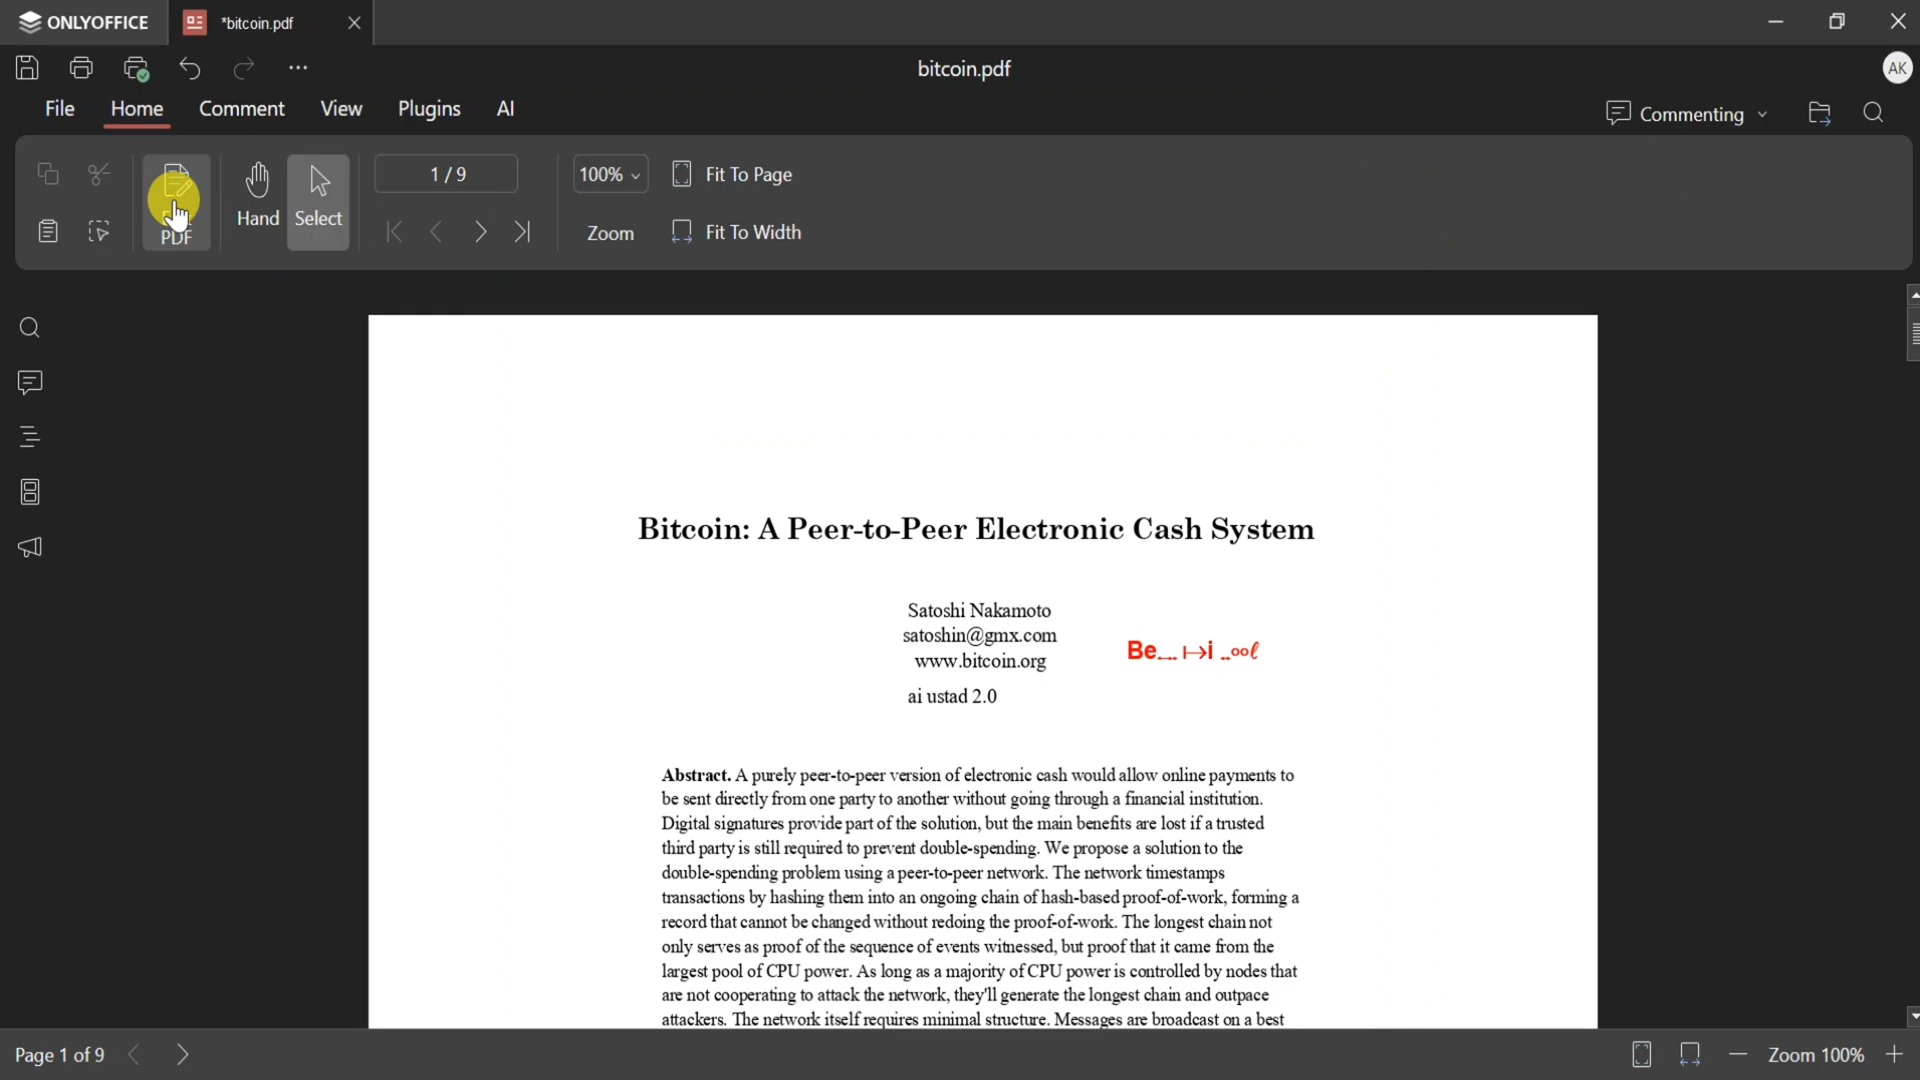 ONLYOFFICE
*bitcoin.pdf
bitcoin.pdf
AK
File Home Comment View Plugins AI
Commenting
PDF
Hand
Select
1 / 9
100%
Zoom
Fit To Page
Fit To Width
Bitcoin: A Peer-to-Peer Electronic Cash System
Satoshi Nakamoto
satoshin@gmx.com
www.bitcoin.org
ai ustad 2.0
Abstract. A purely peer-to-peer version of electronic cash would allow online payments to
be sent directly from one party to another without going through a financial institution.
Digital signatures provide part of the solution, but the main benefits are lost if a trusted
third party is still required to prevent double-spending. We propose a solution to the
double-spending problem using a peer-to-peer network. The network timestamps
transactions by hashing them into an ongoing chain of hash-based proof-of-work, forming a
record that cannot be changed without redoing the proof-of-work. The longest chain not
only serves as proof of the sequence of events witnessed, but proof that it came from the
largest pool of CPU power. As long as a majority of CPU power is controlled by nodes that
are not cooperating to attack the network, they'll generate the longest chain and outpace
attackers. The network itself requires minimal structure. Messages are broadcast on a best
Page 1 of 9
Zoom 100%